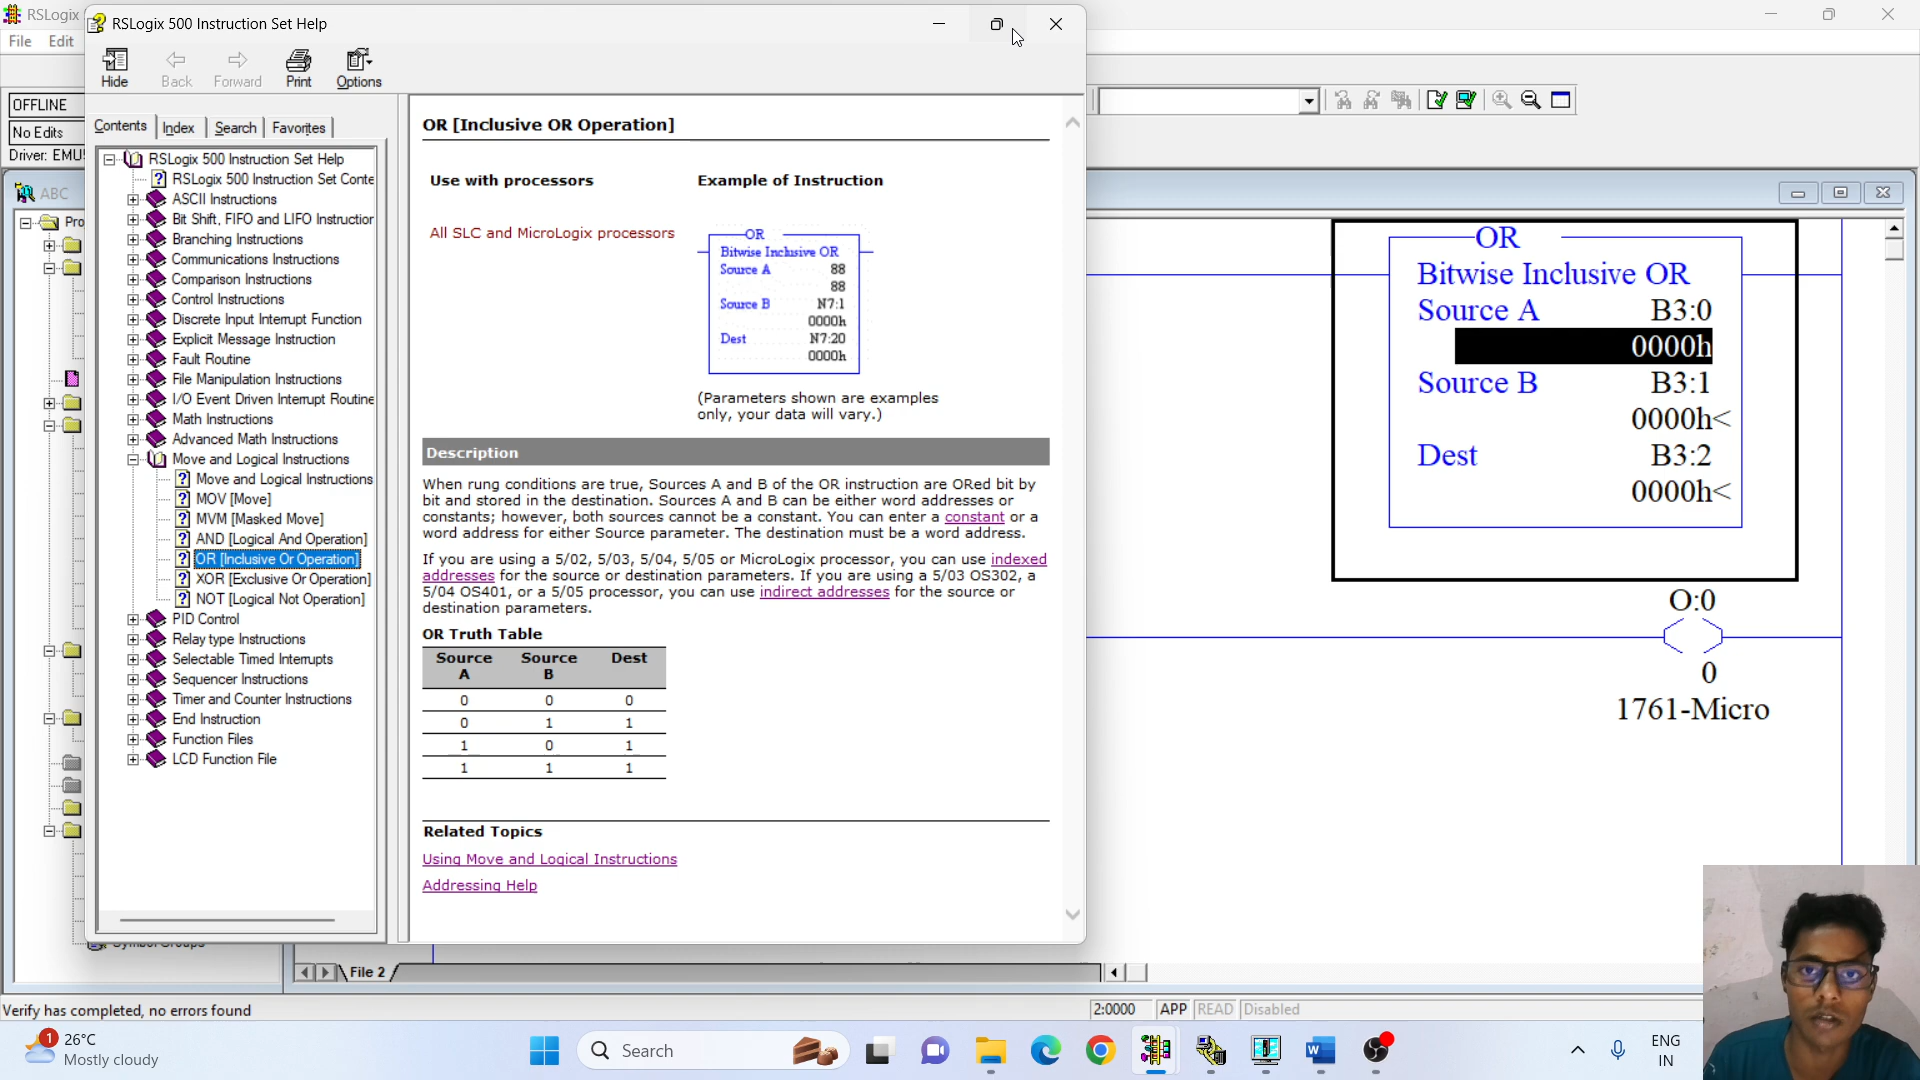 RSLogix
RSLogix 500 Instruction Set Help
File Edit
Hide Back Forward Print Options
OFFLINE
No Edits
Driver: EMU
ABC
Contents Index Search Favorites
RSLogix 500 Instruction Set Help
RSLogix 500 Instruction Set Conte
ASCII Instructions
Bit Shift, FIFO and LIFO Instruction
Branching Instructions
Communications Instructions
Comparison Instructions
Control Instructions
Discrete Input Interrupt Function
Explicit Message Instruction
Fault Routine
File Manipulation Instructions
I/O Event Driven Interrupt Routine
Math Instructions
Advanced Math Instructions
Move and Logical Instructions
Move and Logical Instructions
MOV [Move]
MVM [Masked Move]
AND [Logical And Operation]
OR [Inclusive Or Operation]
XOR [Exclusive Or Operation]
NOT [Logical Not Operation]
PID Control
Relay type Instructions
Selectable Timed Interrupts
Sequencer Instructions
Timer and Counter Instructions
End Instruction
Function Files
LCD Function File
Pro
OR [Inclusive OR Operation]
Use with processors Example of Instruction
All SLC and MicroLogix processors
OR
Bitwise Inclusive OR
Source A 88
88
Source B N7:1
0000h
Dest N7:20
0000h
(Parameters shown are examples
only, your data will vary.)
Description
When rung conditions are true, Sources A and B of the OR instruction are ORed bit by
bit and stored in the destination. Sources A and B can be either word addresses or
constants; however, both sources cannot be a constant. You can enter a constant or a
word address for either Source parameter. The destination must be a word address.
If you are using a 5/02, 5/03, 5/04, 5/05 or MicroLogix processor, you can use indexed
addresses for the source or destination parameters. If you are using a 5/03 OS302, a
5/04 OS401, or a 5/05 processor, you can use indirect addresses for the source or
destination parameters.
OR Truth Table
Source A Source B Dest
0 0 0
0 1 1
1 0 1
1 1 1
Related Topics
Using Move and Logical Instructions
Addressing Help
OR
Bitwise Inclusive OR
Source A B3:0
0000h
Source B B3:1
0000h<
Dest B3:2
0000h<
O:0
0
1761-Micro
Symbol Groups
File 2
Verify has completed, no errors found
2:0000 APP READ Disabled
1
26°C
Mostly cloudy
Search
ENG
IN